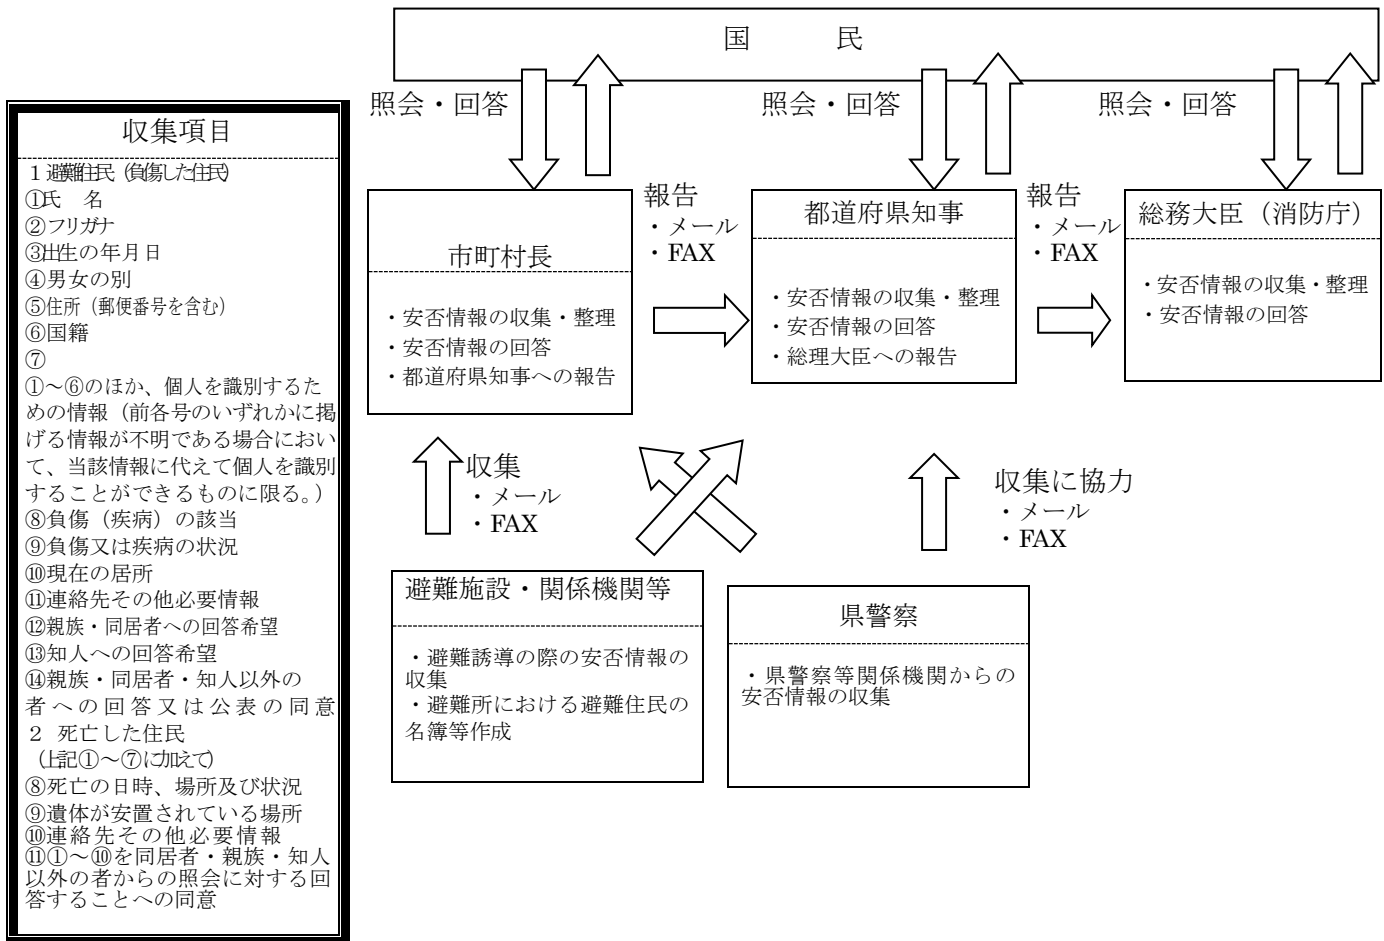 国　　　民
照会・回答
照会・回答
照会・回答
収集項目
１避難住民（負傷した住民）
①氏　名
②フリガナ
③出生の年月日
④男女の別
⑤住所（郵便番号を含む）
⑥国籍
⑦
①～⑥のほか、個人を識別するた
めの情報（前各号のいずれかに掲
げる情報が不明である場合におい
て、当該情報に代えて個人を識別
することができるものに限る。）
⑧負傷（疾病）の該当
⑨負傷又は疾病の状況
⑩現在の居所
⑪連絡先その他必要情報
⑫親族・同居者への回答希望
⑬知人への回答希望
⑭親族・同居者・知人以外の
者への回答又は公表の同意
２　死亡した住民
（上記①～⑦に加えて）
⑧死亡の日時、場所及び状況
⑨遺体が安置されている場所
⑩連絡先その他必要情報
⑪①～⑩を同居者・親族・知人
以外の者からの照会に対する回
答することへの同意
市町村長
・安否情報の収集・整理
・安否情報の回答
・都道府県知事への報告
報告
・メール
・FAX
都道府県知事
・安否情報の収集・整理
・安否情報の回答
・総理大臣への報告
報告
・メール
・FAX
総務大臣（消防庁）
・安否情報の収集・整理
・安否情報の回答
収集
・メール
・FAX
収集に協力
・メール
・FAX
避難施設・関係機関等
・避難誘導の際の安否情報の
収集
・避難所における避難住民の
名簿等作成
県警察
・県警察等関係機関からの
安否情報の収集